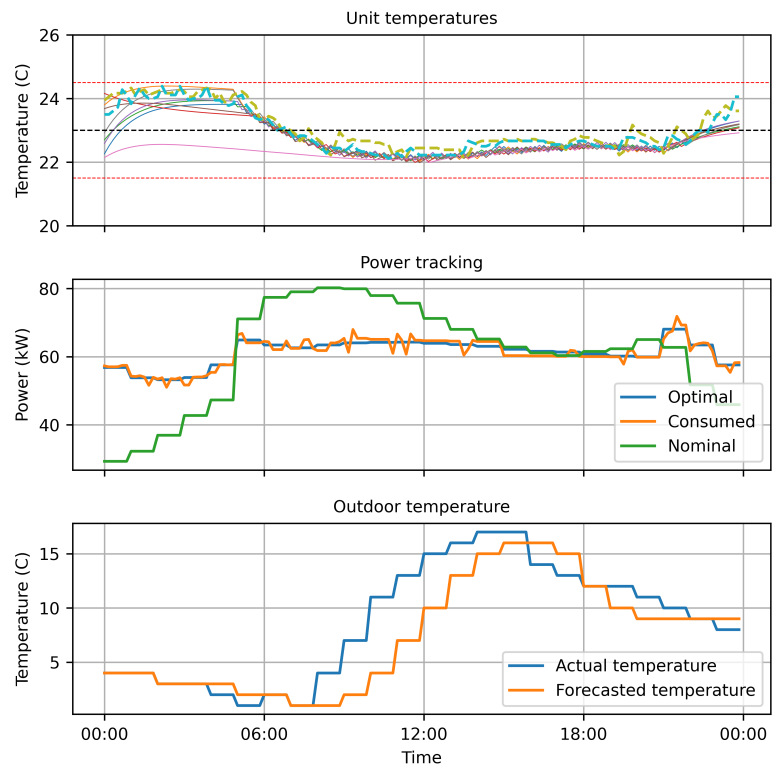 Unit temperatures
26
24
22
20
Temperature (C)
Power tracking
80
60
40
Power (kW)
Optimal
Consumed
Nominal
Outdoor temperature
15
10
5
Temperature (C)
Actual temperature
Forecasted temperature
00:00 06:00 12:00 18:00 00:00
Time